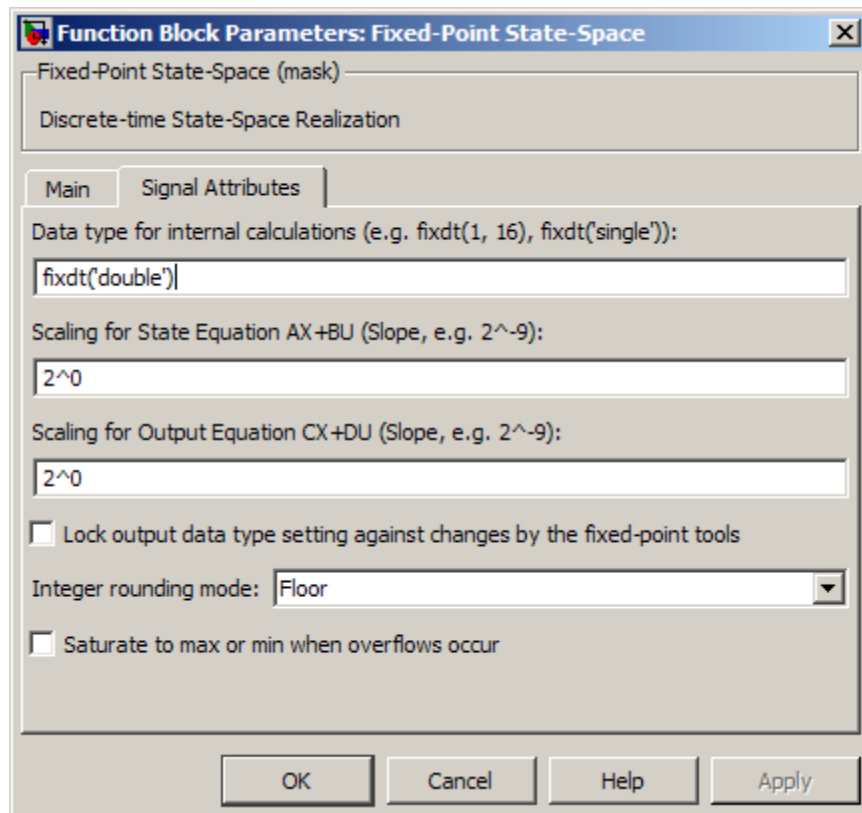 Function Block Parameters: Fixed-Point State-Space
Fixed-Point State-Space (mask)
Discrete-time State-Space Realization
Main Signal Attributes
Data type for internal calculations (e.g. fixdt(1, 16), fixdt('single')):
fixdt('double')
Scaling for State Equation AX+BU (Slope, e.g. 2^-9):
2^0
Scaling for Output Equation CX+DU (Slope, e.g. 2^-9):
2^0
Lock output data type setting against changes by the fixed-point tools
Integer rounding mode: Floor
Saturate to max or min when overflows occur
OK Cancel Help Apply